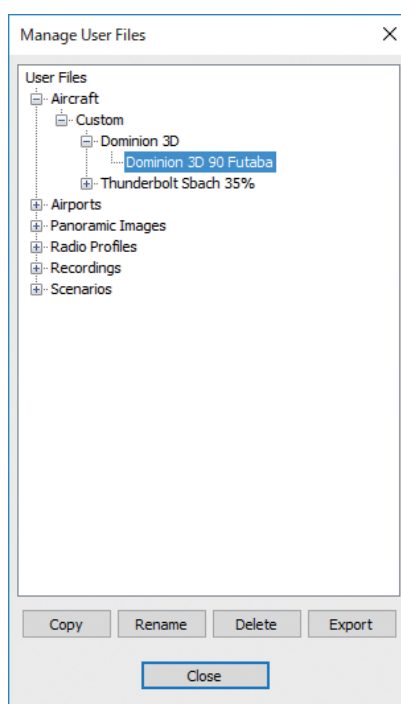 Manage User Files
User Files
Aircraft
Custom
Dominion 3D
Dominion 3D 90 Futaba
Thunderbolt Sbach 35%
Airports
Panoramic Images
Radio Profiles
Recordings
Scenarios
Copy Rename Delete Export
Close